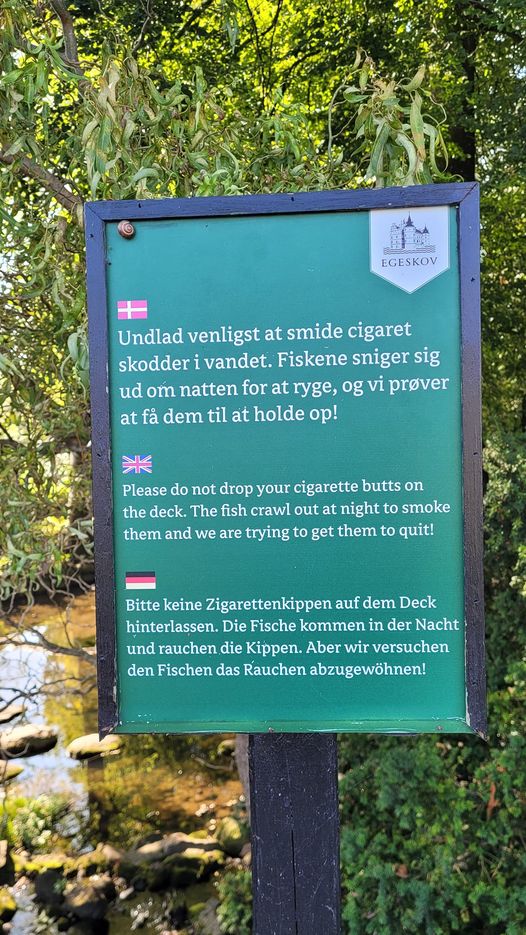 EGESKOV
Undlad venligst at smide cigaret
skodder i vandet. Fiskene sniger sig
ud om natten for at ryge, og vi prøver
at få dem til at holde op!
Please do not drop your cigarette butts on
the deck. The fish crawl out at night to smoke
them and we are trying to get them to quit!
Bitte keine Zigarettenkippen auf dem Deck
hinterlassen. Die Fische kommen in der Nacht
und rauchen die Kippen. Aber wir versuchen
den Fischen das Rauchen abzugewöhnen!